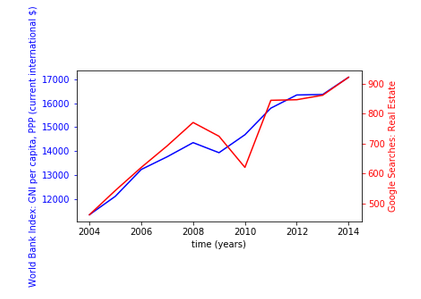 World Bank Index: GNI per capita, PPP (current international $)
17000
16000
15000
14000
13000
12000
900
800
700
600
500
Google Searches: Real Estate
2004 2006 2008 2010 2012 2014
time (years)